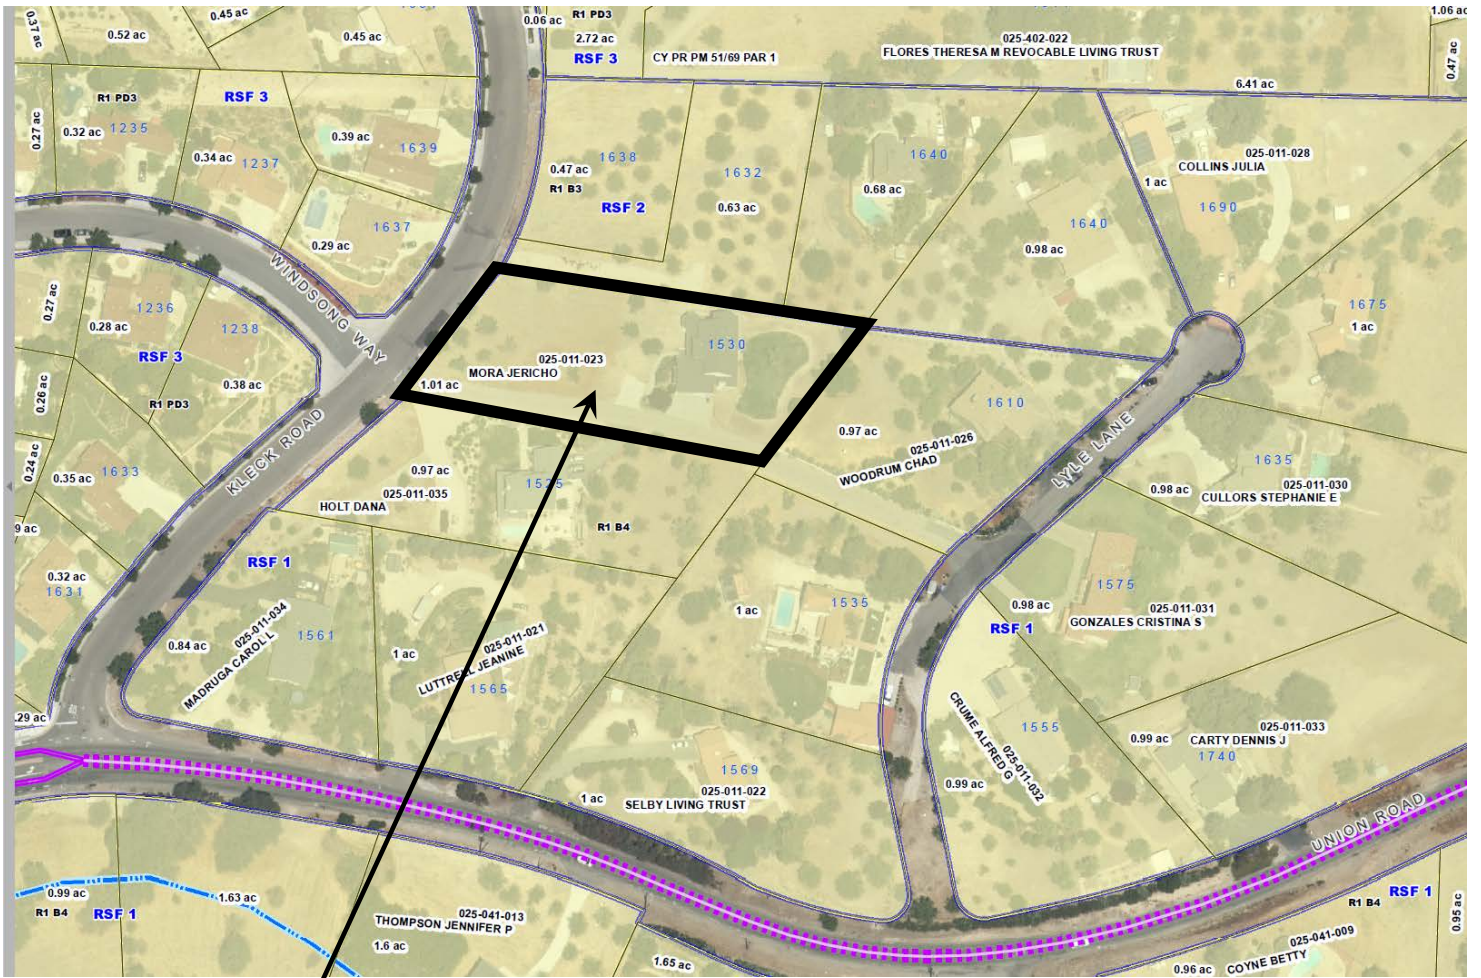 0.37 ac
0.45 ac
0.52 ac
0.45 ac
0.06 ac
R1 PD3
2.72 ac
RSF 3
CY PR PM 51/69 PAR 1
025-402-022
FLORES THERESA M REVOCABLE LIVING TRUST
1.06 ac
0.47 ac
6.41 ac
0.27 ac
R1 PD3
0.32 ac
1235
RSF 3
0.34 ac
1237
0.39 ac
1639
1637
0.29 ac
1638
0.47 ac
R1 B3
RSF 2
1632
0.63 ac
1640
0.68 ac
1640
0.98 ac
025-011-028
COLLINS JULIA
1 ac
1690
1675
1 ac
WINDSONG WAY
0.27 ac
1236
0.28 ac
RSF 3
1238
0.38 ac
R1 PD3
0.26 ac
0.24 ac
1530
025-011-023
MORA JERICHO
1.01 ac
1610
0.97 ac
025-011-026
WOODRUM CHAD
LYLE LANE
1635
025-011-030
CULLORS STEPHANIE E
0.98 ac
KLECK ROAD
1633
0.35 ac
9 ac
0.97 ac
025-011-035
HOLT DANA
1525
R1 B4
RSF 1
0.32 ac
1631
0.84 ac
025-011-034
MADRUGA CAROL L
1561
1 ac
025-011-021
LUTTRELL JEANINE
1565
1 ac
1535
1575
0.98 ac
RSF 1
025-011-031
GONZALES CRISTINA S
.29 ac
1569
025-011-022
SELBY LIVING TRUST
1 ac
CRUME ALFRED G
025-011-032
1555
0.99 ac
025-011-033
CARTY DENNIS J
0.99 ac
1740
UNION ROAD
0.99 ac
R1 B4
RSF 1
1.63 ac
025-041-013
THOMPSON JENNIFER P
1.6 ac
1.65 ac
RSF 1
R1 B4
0.95 ac
025-041-009
COYNE BETTY
0.96 ac